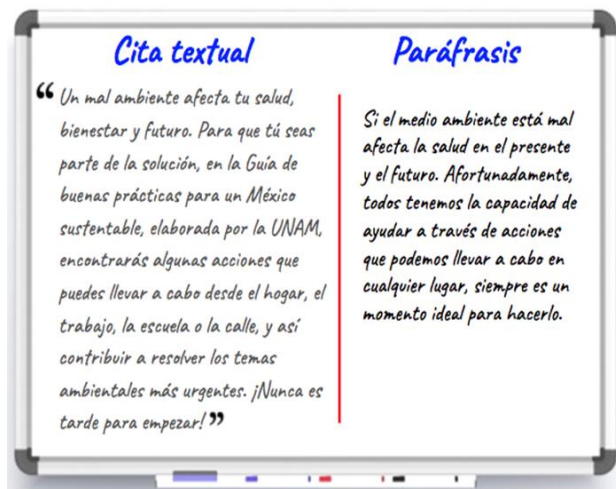 Cita textual
“ Un mal ambiente afecta tu salud,
bienestar y futuro. Para que tú seas
parte de la solución, en la Guía de
buenas prácticas para un México
sustentable, elaborada por la UNAM,
encontrarás algunas acciones que
puedes llevar a cabo desde el hogar, el
trabajo, la escuela o la calle, y así
contribuir a resolver los temas
ambientales más urgentes. ¡Nunca es
tarde para empezar! ”
Paráfrasis
Si el medio ambiente está mal
afecta la salud en el presente
y el futuro. Afortunadamente,
todos tenemos la capacidad de
ayudar a través de acciones
que podemos llevar a cabo en
cualquier lugar, siempre es un
momento ideal para hacerlo.